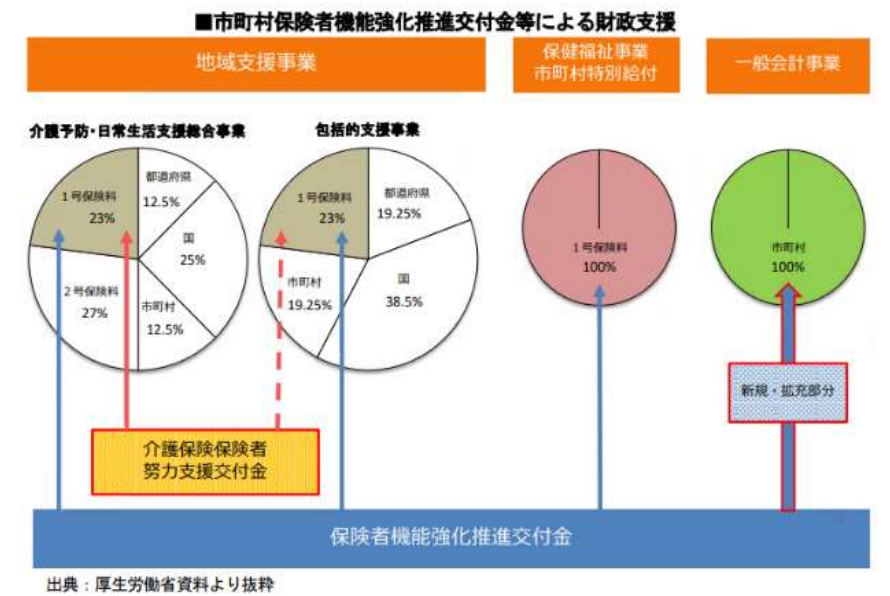 ■市町村保険者機能強化推進交付金等による財政支援
地域支援事業
保健福祉事業
市町村特別給付
一般会計事業
介護予防・日常生活支援総合事業
包括的支援事業
1号保険料
23%
都道府県
12.5%
国
25%
2号保険料
27%
市町村
12.5%
1号保険料
23%
都道府県
19.25%
市町村
19.25%
国
38.5%
1号保険料
100%
市町村
100%
新規・拡充部分
介護保険保険者
努力支援交付金
保険者機能強化推進交付金
出典：厚生労働省資料より抜粋